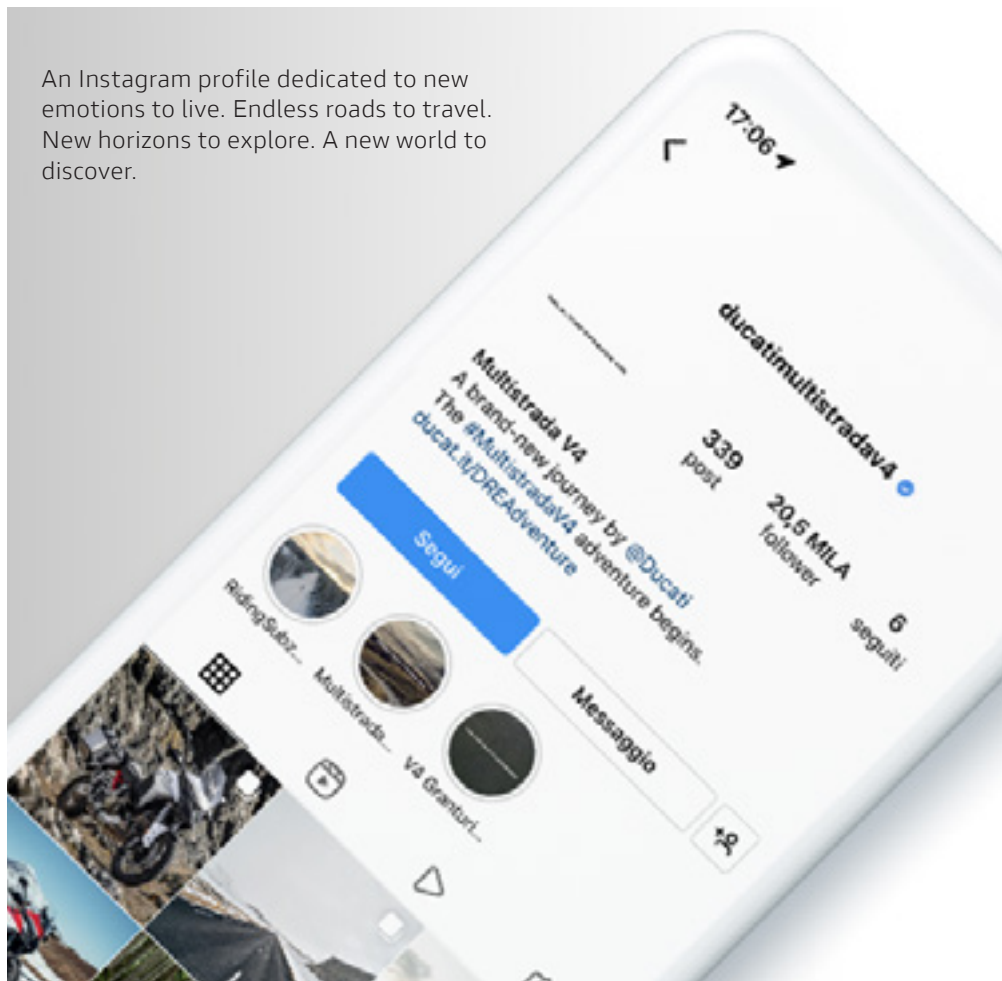 An Instagram profile dedicated to new
emotions to live. Endless roads to travel.
New horizons to explore. A new world to
discover.
17:06
ducatimultistradav4
339
post
20,5 MILA
follower
6
seguiti
Multistrada V4
A brand-new journey by @Ducati
The #MultistradaV4 adventure begins.
ducat.it/DREAdventure
Segui
Messaggio
RidingSubz...
Multistrada...
V4 Granturi...